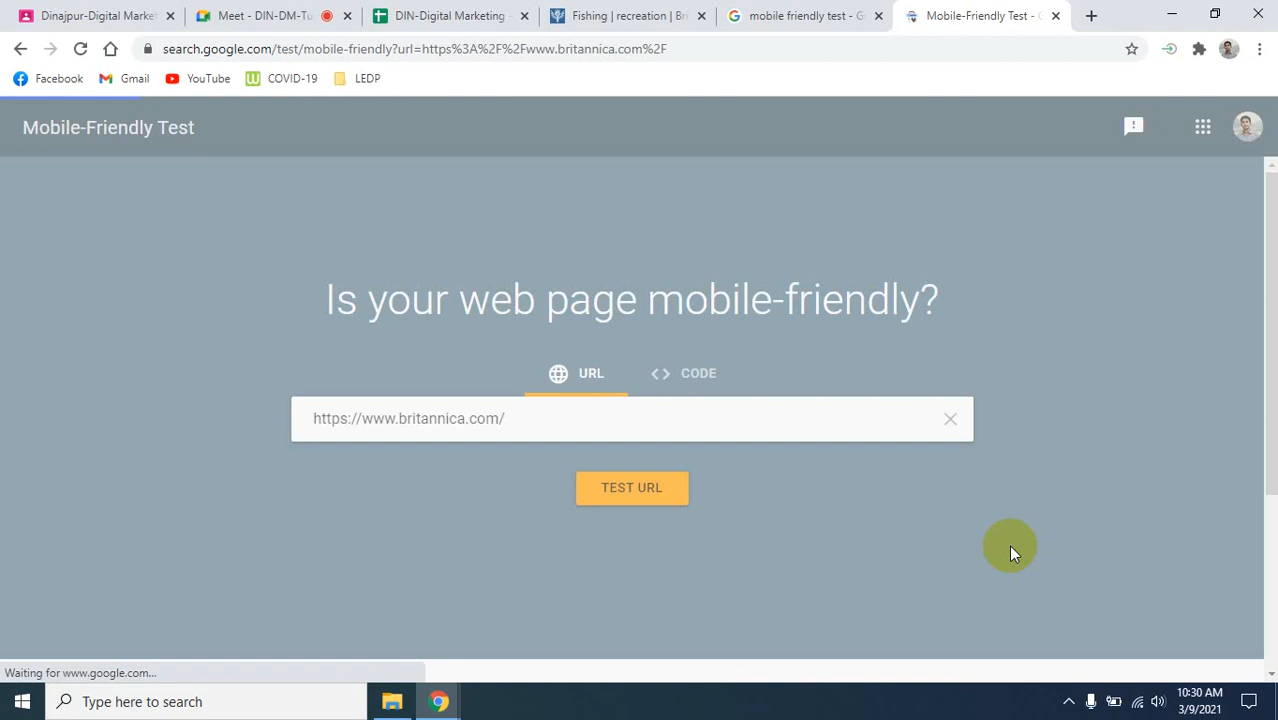 Dinajpur-Digital Market
Meet - DIN-DM-Tu
DIN-Digital Marketing -
Fishing | recreation | Bri
mobile friendly test - G
Mobile-Friendly Test -
search.google.com/test/mobile-friendly?url=https%3A%2F%2Fwww.britannica.com%2F
Facebook
Gmail
YouTube
COVID-19
LEDP
Mobile-Friendly Test
Is your web page mobile-friendly?
URL
CODE
https://www.britannica.com/
TEST URL
Waiting for www.google.com...
Type here to search
10:30 AM
3/9/2021